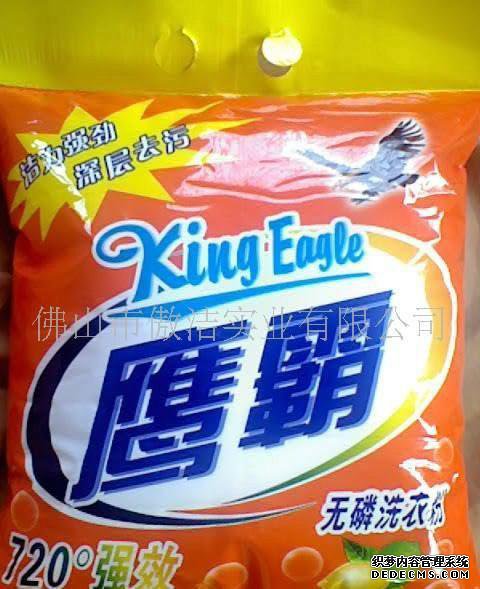 洁力强劲
深层去污
King Eagle
佛山市傲洁实业有限公司
鹰霸
无磷洗衣粉
720°强效
织梦内容管理系统
DEDECMS.COM